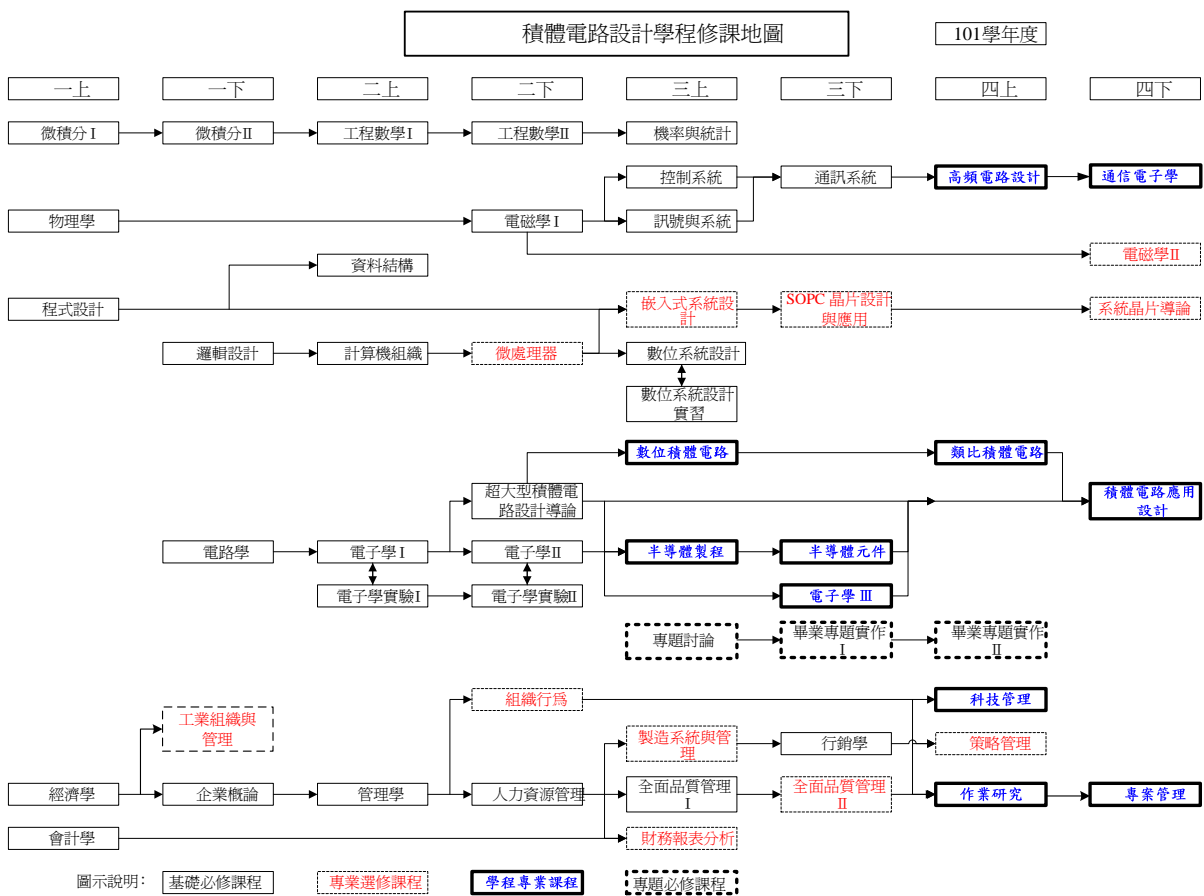 積體電路設計學程修課地圖
101學年度
一上
一下
二上
二下
三上
三下
四上
四下
微積分 I
微積分II
工程數學 I
工程數學II
機率與統計
控制系統
通訊系統
高頻電路設計
通信電子學
物理學
電磁學 I
訊號與系統
電磁學II
資料結構
程式設計
嵌入式系統設
計
SOPC 晶片設計
與應用
系統晶片導論
邏輯設計
計算機組織
微處理器
數位系統設計
數位系統設計
實習
數位積體電路
類比積體電路
超大型積體電
路設計導論
積體電路應用
設計
電路學
電子學 I
電子學II
半導體製程
半導體元件
電子學實驗I
電子學實驗II
電子學 III
專題討論
畢業專題實作
I
畢業專題實作
II
組織行為
科技管理
工業組織與
管理
製造系統與管
理
行銷學
策略管理
經濟學
企業概論
管理學
人力資源管理
全面品質管理
I
全面品質管理
II
作業研究
專案管理
會計學
財務報表分析
圖示說明：
基礎必修課程
專業選修課程
學程專業課程
專題必修課程